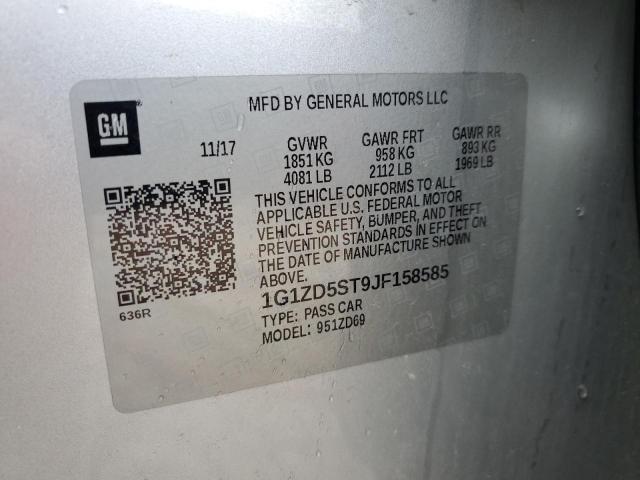 GM
MFD BY GENERAL MOTORS LLC
11/17 GVWR GAWR FRT GAWR RR
1851 KG 958 KG 893 KG
4081 LB 2112 LB 1969 LB
THIS VEHICLE CONFORMS TO ALL
APPLICABLE U.S. FEDERAL MOTOR
VEHICLE SAFETY, BUMPER, AND THEFT
PREVENTION STANDARDS IN EFFECT ON
THE DATE OF MANUFACTURE SHOWN
ABOVE.
1G1ZD5ST9JF158585
TYPE: PASS CAR
MODEL: 951ZD69
636R